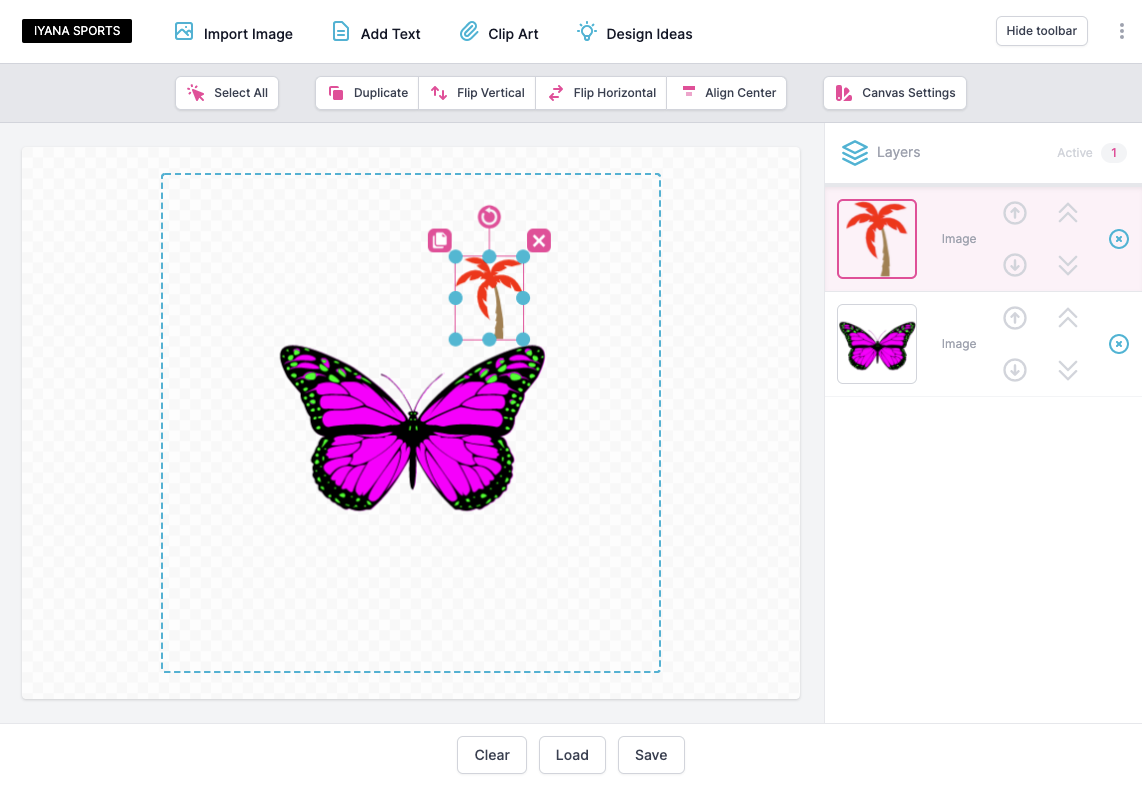 IYANA SPORTS
Import Image
Add Text
Clip Art
Design Ideas
Hide toolbar
Select All
Duplicate
Flip Vertical
Flip Horizontal
Align Center
Canvas Settings
Layers
Active
1
Image
Image
Clear
Load
Save